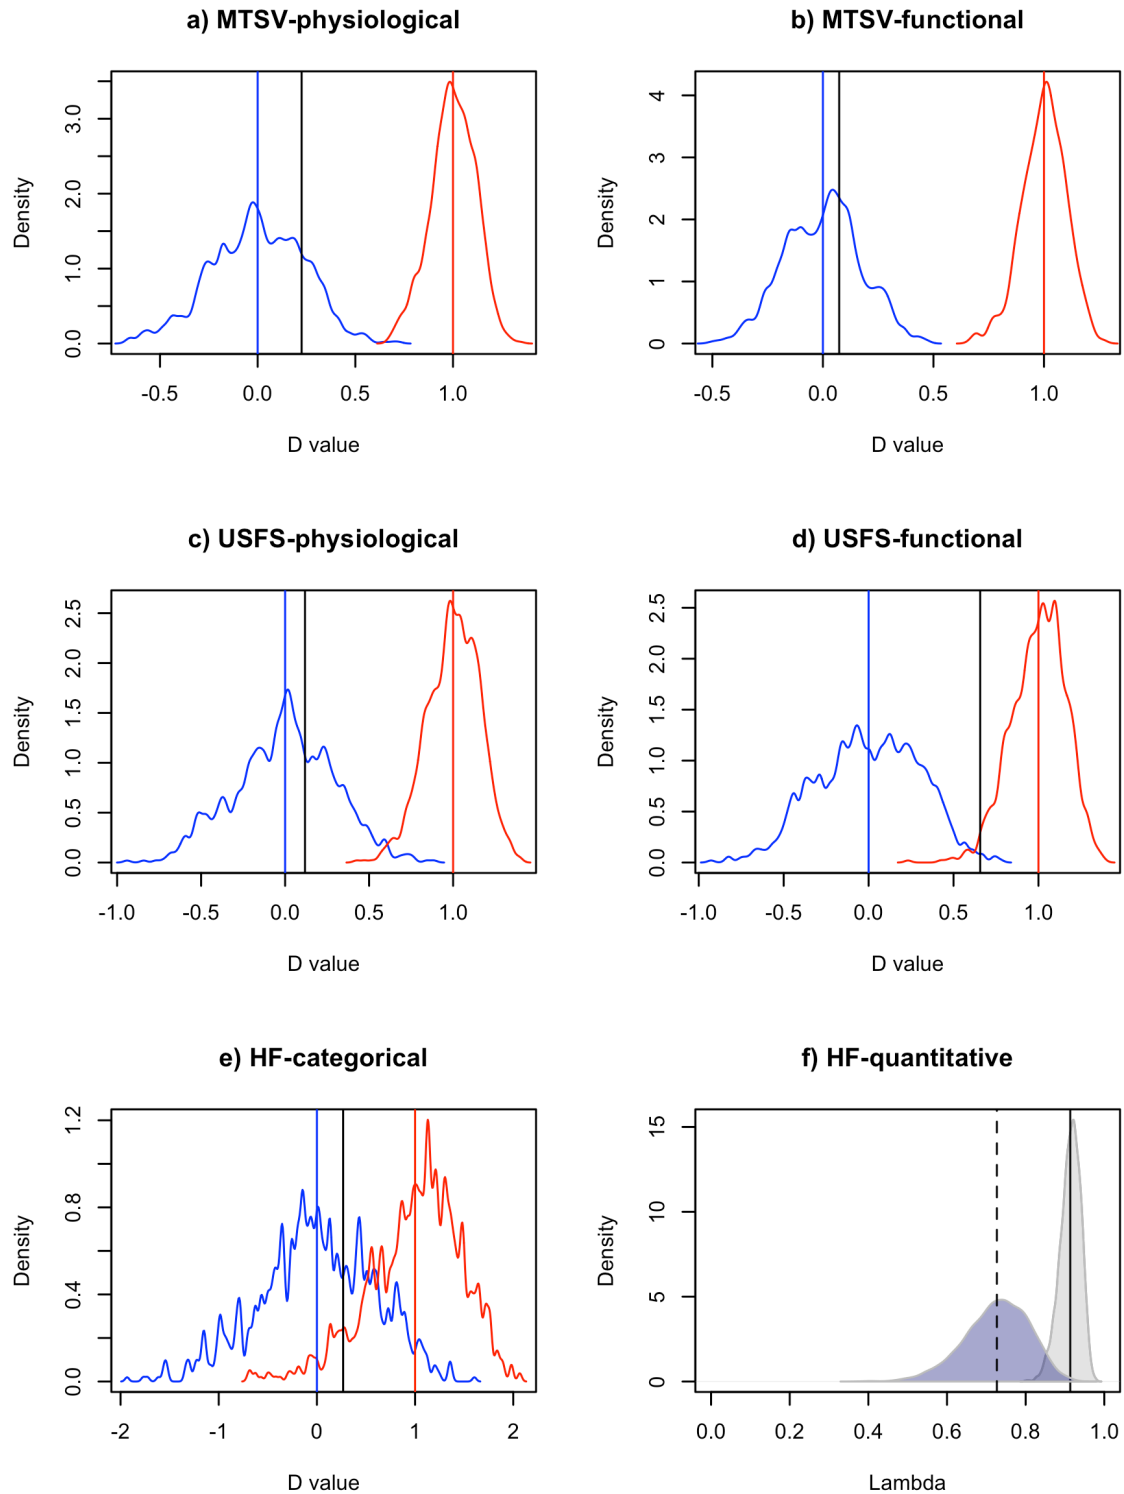 a) MTSV-physiological
Density
0.0 1.0 2.0 3.0
-0.5 0.0 0.5 1.0
D value
b) MTSV-functional
Density
0 1 2 3 4
-0.5 0.0 0.5 1.0
D value
c) USFS-physiological
Density
0.0 0.5 1.0 1.5 2.0 2.5
-1.0 -0.5 0.0 0.5 1.0
D value
d) USFS-functional
Density
0.0 0.5 1.0 1.5 2.0 2.5
-1.0 -0.5 0.0 0.5 1.0
D value
e) HF-categorical
Density
0.0 0.4 0.8 1.2
-2 -1 0 1 2
D value
f) HF-quantitative
Density
0 5 10 15
0.0 0.2 0.4 0.6 0.8 1.0
Lambda